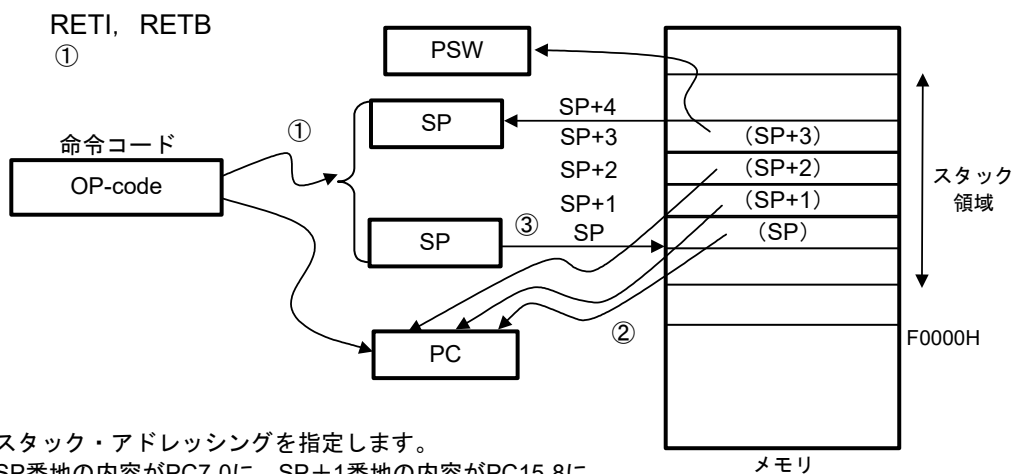 RETI, RETB
①
PSW
SP+4
SP
①
SP+3
(SP+3)
命令コード
OP-code
SP+2
(SP+2)
スタック
領域
SP+1
(SP+1)
SP
③
SP
(SP)
②
PC
F0000H
スタック・アドレッシングを指定します。
SP番地の内容がPC7-0に、SP+1番地の内容がPC15-8に、
メモリ